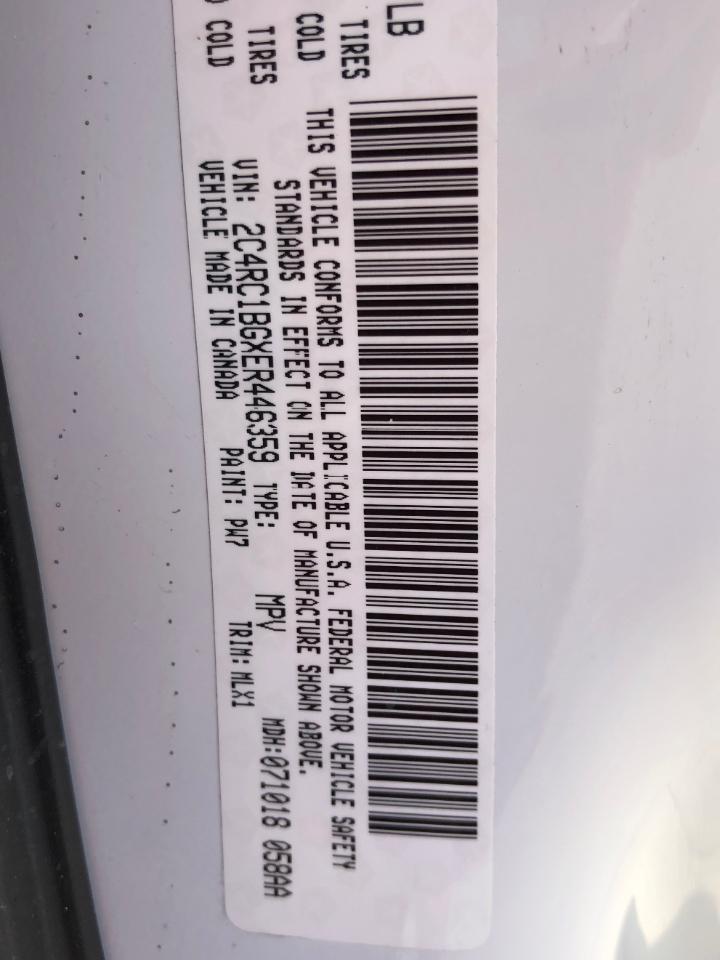 LB
TIRES
COLD
TIRES
COLD
THIS VEHICLE CONFORMS TO ALL APPLICABLE U.S.A. FEDERAL MOTOR VEHICLE SAFETY
STANDARDS IN EFFECT ON THE DATE OF MANUFACTURE SHOWN ABOVE.
VIN: 2C4RC1BGXER446359 TYPE: MPV MDH:071018 058AA
VEHICLE MADE IN CANADA PAINT: PW7 TRIM: MLX1